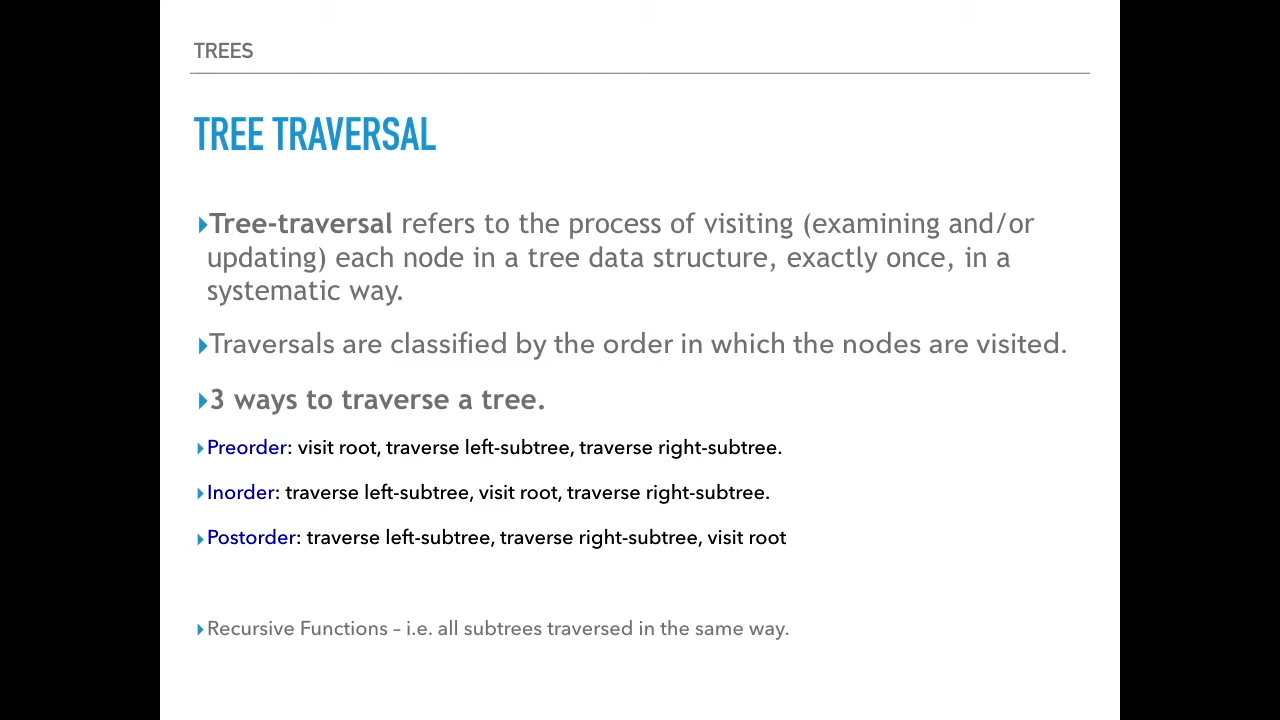 TREES
TREE TRAVERSAL
▸Tree-traversal refers to the process of visiting (examining and/or
updating) each node in a tree data structure, exactly once, in a
systematic way.
▸Traversals are classified by the order in which the nodes are visited.
▸3 ways to traverse a tree.
▸Preorder: visit root, traverse left-subtree, traverse right-subtree.
▸Inorder: traverse left-subtree, visit root, traverse right-subtree.
▸Postorder: traverse left-subtree, traverse right-subtree, visit root
▸Recursive Functions – i.e. all subtrees traversed in the same way.